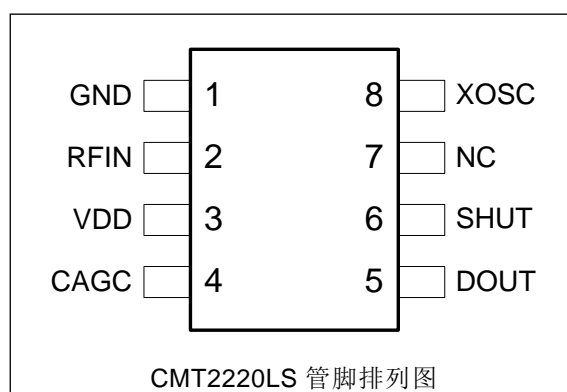 GND 1 8 XOSC
RFIN 2 7 NC
VDD 3 6 SHUT
CAGC 4 5 DOUT
CMT2220LS 管脚排列图